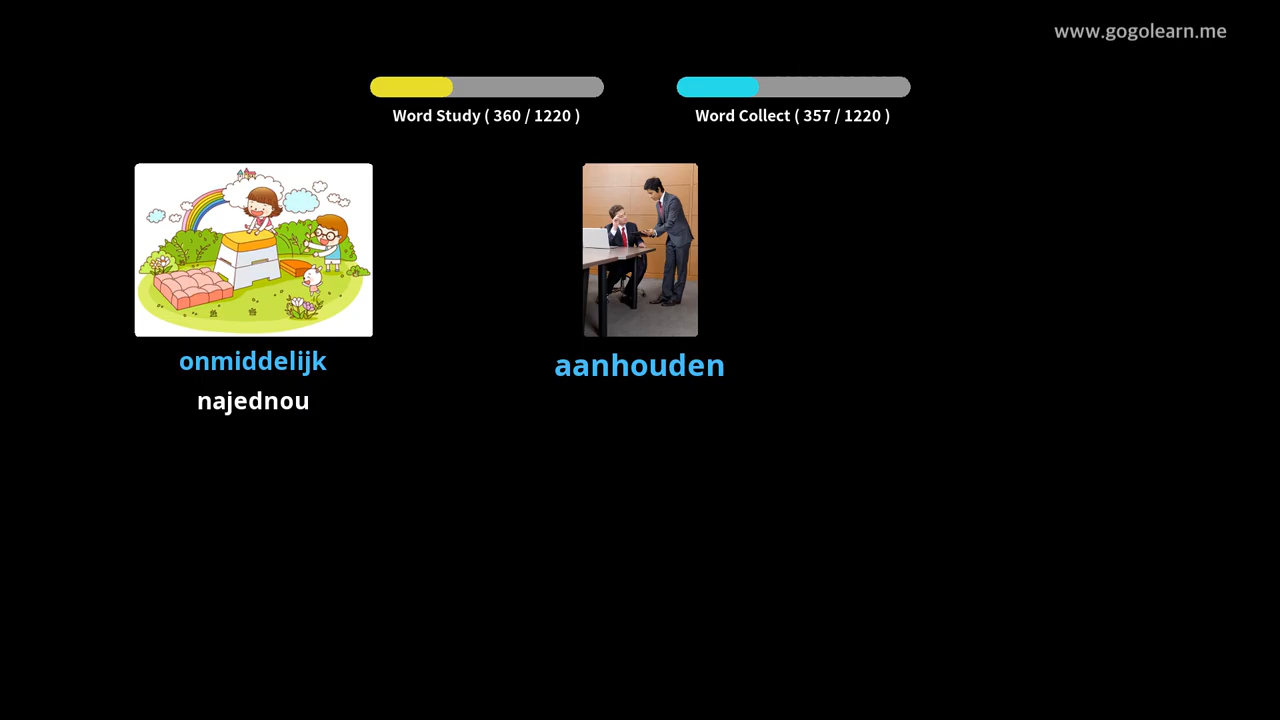 www.gogolearn.me
Word Study ( 360 / 1220 )
Word Collect ( 357 / 1220 )
onmiddelijk
najednou
aanhouden